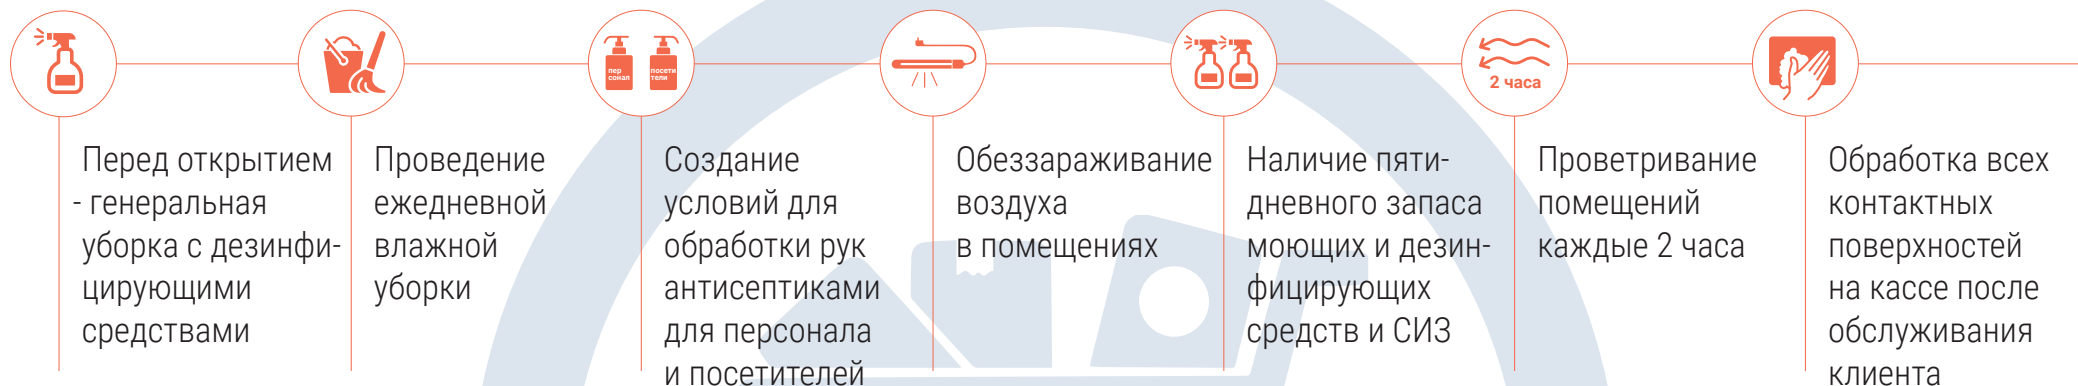 пер
сонал
посети
тели
2 часа
Перед открытием
- генеральная
уборка с дезинфи-
цирующими
средствами
Проведение
ежедневной
влажной
уборки
Создание
условий для
обработки рук
антисептиками
для персонала
и посетителей
Обеззараживание
воздуха
в помещениях
Наличие пяти-
дневного запаса
моющих и дезин-
фицирующих
средств и СИЗ
Проветривание
помещений
каждые 2 часа
Обработка всех
контактных
поверхностей
на кассе после
обслуживания
клиента